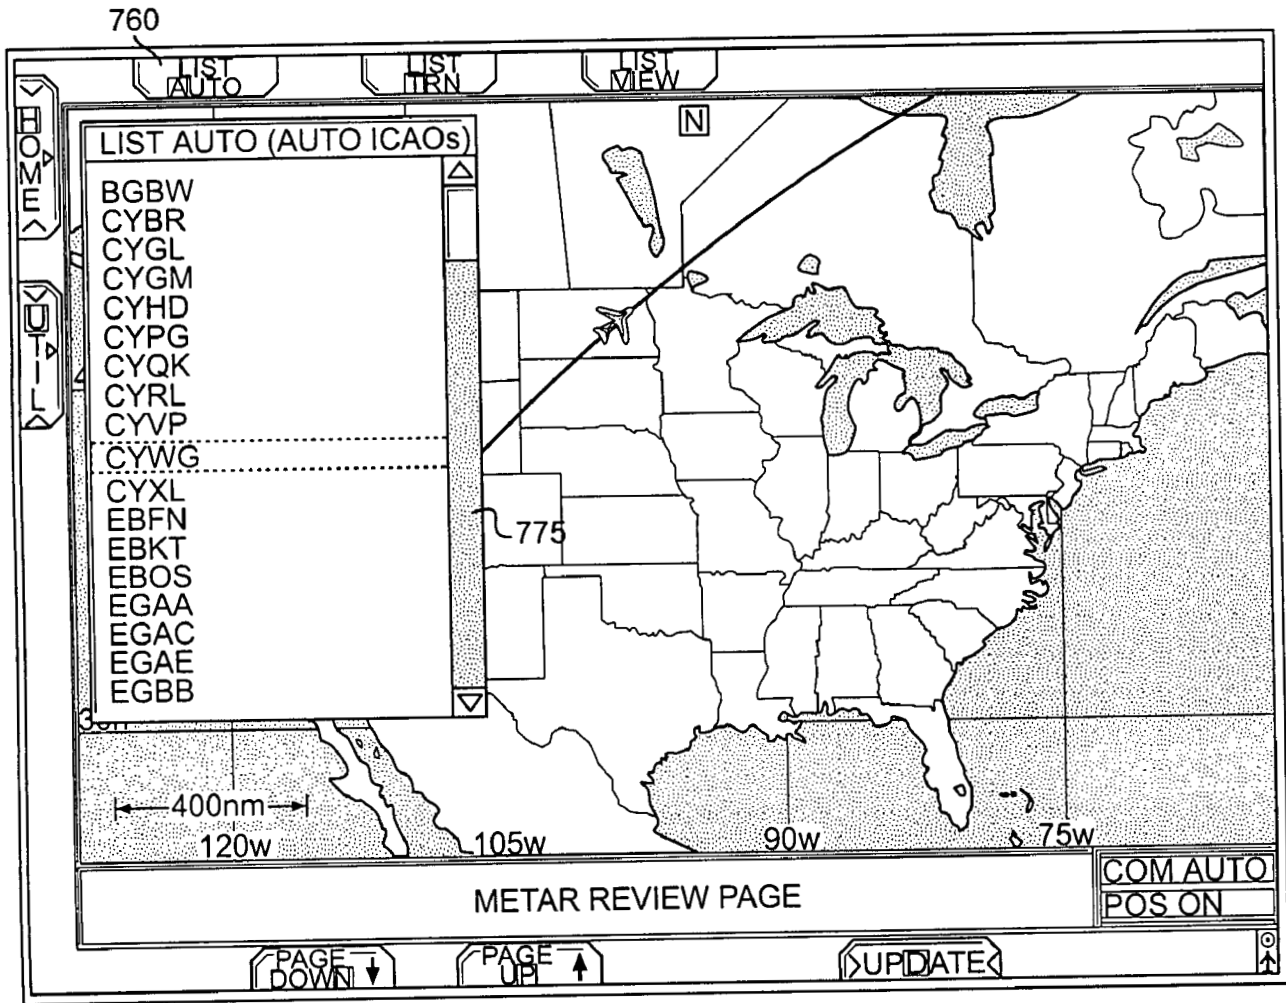 760
LIST
AUTO
LIST
TRN
LIST
VIEW
HOME
UTIL
N
LIST AUTO (AUTO ICAOs)
BGBW
CYBR
CYGL
CYGM
CYHD
CYPG
CYQK
CYRL
CYVP
CYWG
CYXL
EBFN
EBKT
EBOS
EGAA
EGAC
EGAE
EGBB
775
400nm
120w
105w
90w
75w
METAR REVIEW PAGE
COM AUTO
POS ON
PAGE
DOWN
PAGE
UP
UPDATE